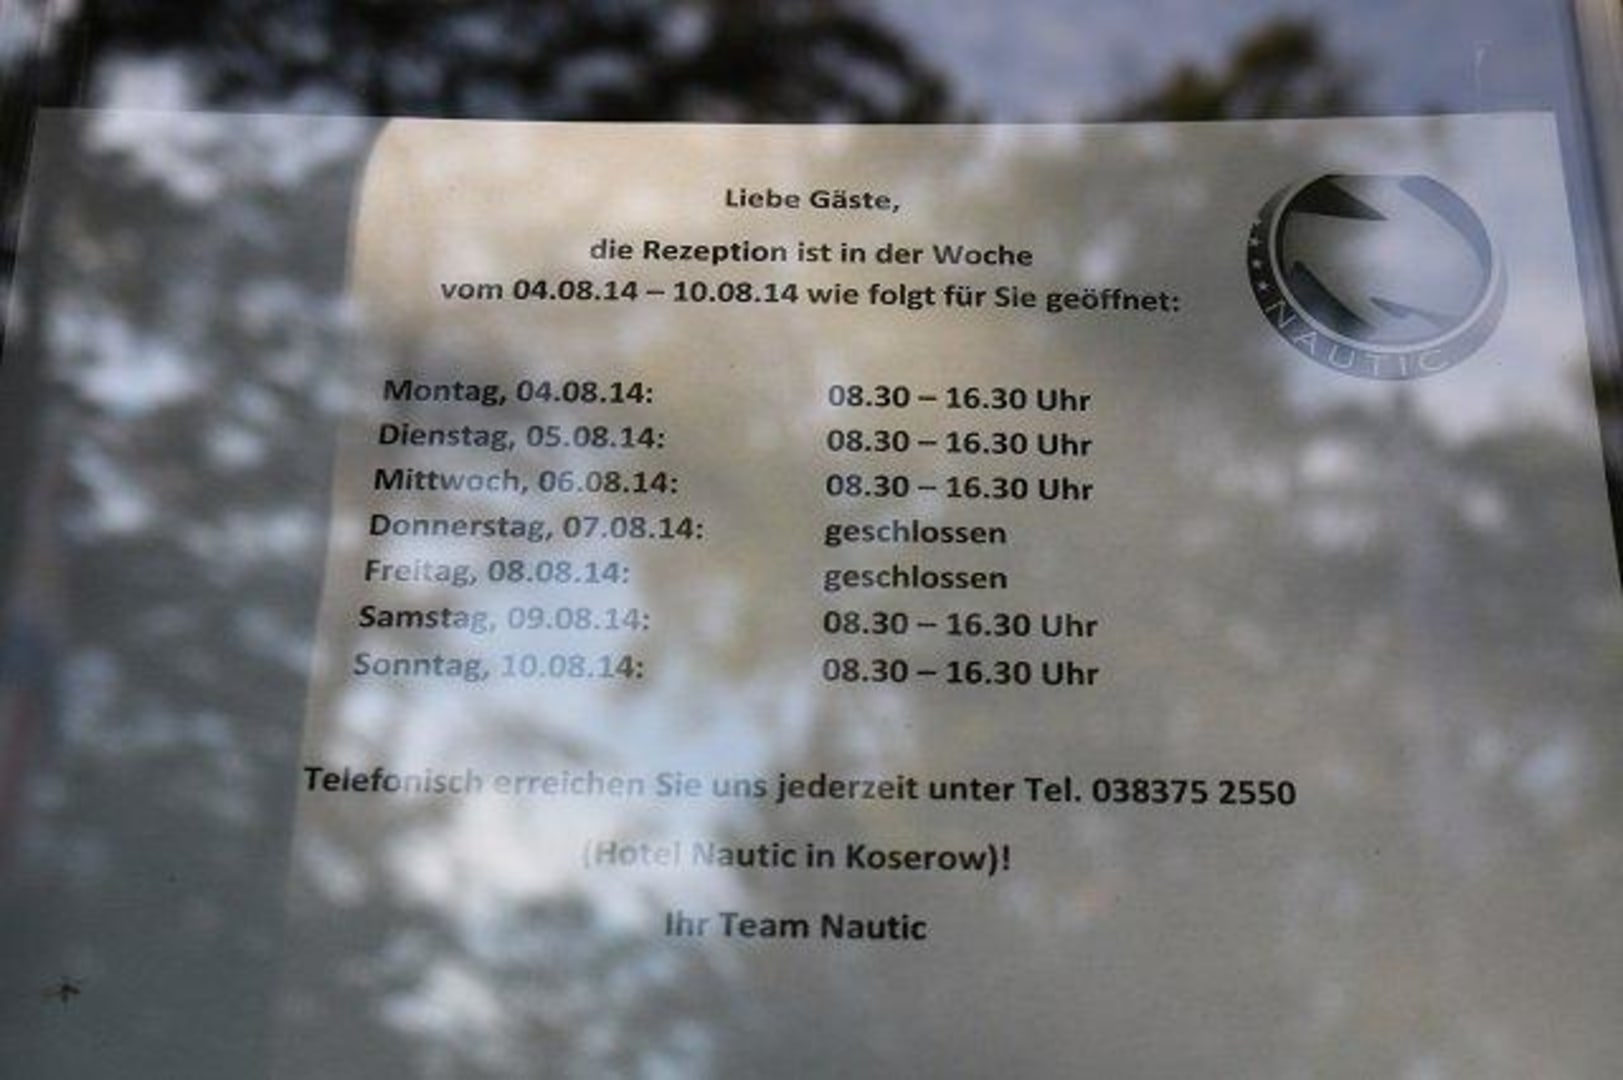 Liebe Gäste,
die Rezeption ist in der Woche
vom 04.08.14 – 10.08.14 wie folgt für Sie geöffnet:
NAUTIC
Montag, 04.08.14: 08.30 – 16.30 Uhr
Dienstag, 05.08.14: 08.30 – 16.30 Uhr
Mittwoch, 06.08.14: 08.30 – 16.30 Uhr
Donnerstag, 07.08.14: geschlossen
Freitag, 08.08.14: geschlossen
Samstag, 09.08.14: 08.30 – 16.30 Uhr
Sonntag, 10.08.14: 08.30 – 16.30 Uhr
Telefonisch erreichen Sie uns jederzeit unter Tel. 038375 2550
(Hotel Nautic in Koserow)!
Ihr Team Nautic